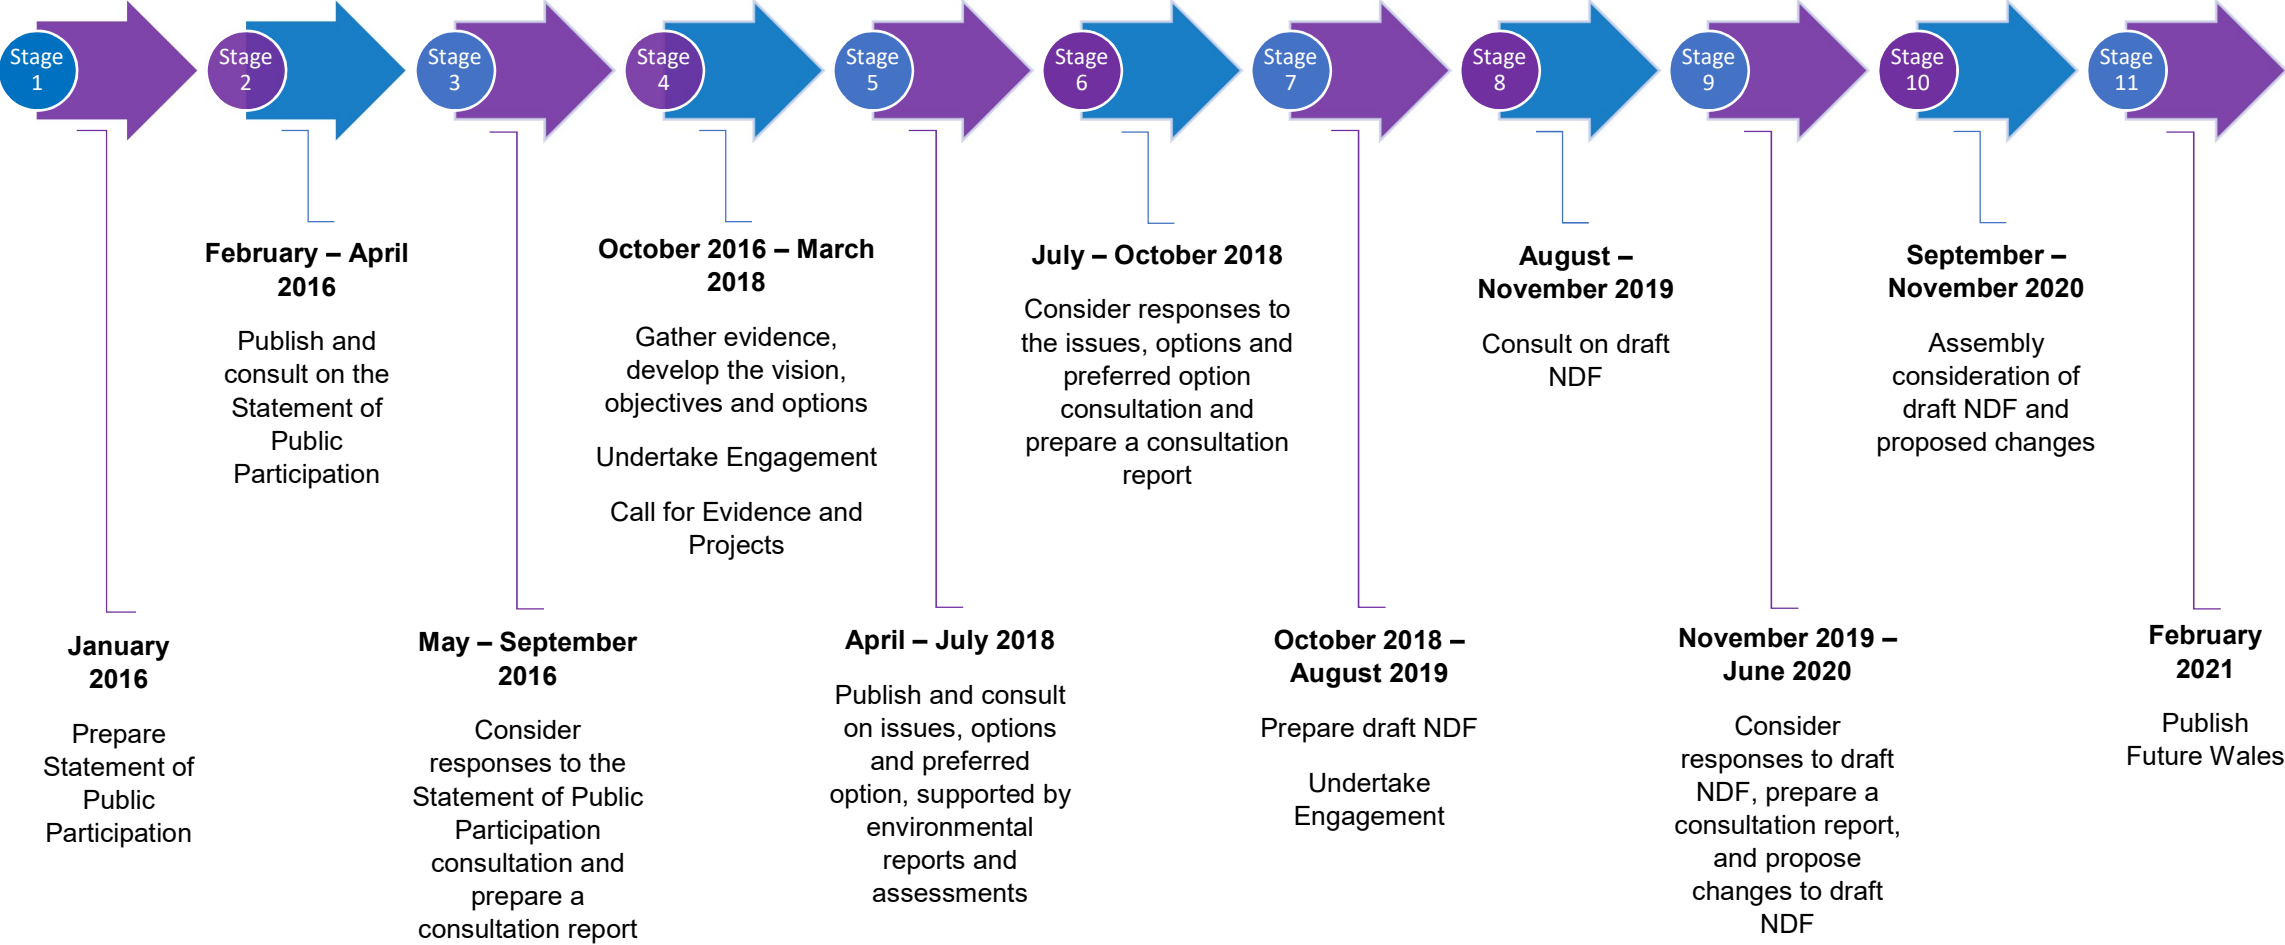 Stage
1
Stage
2
Stage
3
Stage
4
Stage
5
Stage
6
Stage
7
Stage
8
Stage
9
Stage
10
Stage
11
January
2016
Prepare
Statement of
Public
Participation
February – April
2016
Publish and
consult on the
Statement of
Public
Participation
May – September
2016
Consider
responses to the
Statement of Public
Participation
consultation and
prepare a
consultation report
October 2016 – March
2018
Gather evidence,
develop the vision,
objectives and options
Undertake Engagement
Call for Evidence and
Projects
April – July 2018
Publish and consult
on issues, options
and preferred
option, supported by
environmental
reports and
assessments
July – October 2018
Consider responses to
the issues, options and
preferred option
consultation and
prepare a consultation
report
October 2018 –
August 2019
Prepare draft NDF
Undertake
Engagement
August –
November 2019
Consult on draft
NDF
November 2019 –
June 2020
Consider
responses to draft
NDF, prepare a
consultation report,
and propose
changes to draft
NDF
September –
November 2020
Assembly
consideration of
draft NDF and
proposed changes
February
2021
Publish
Future Wales